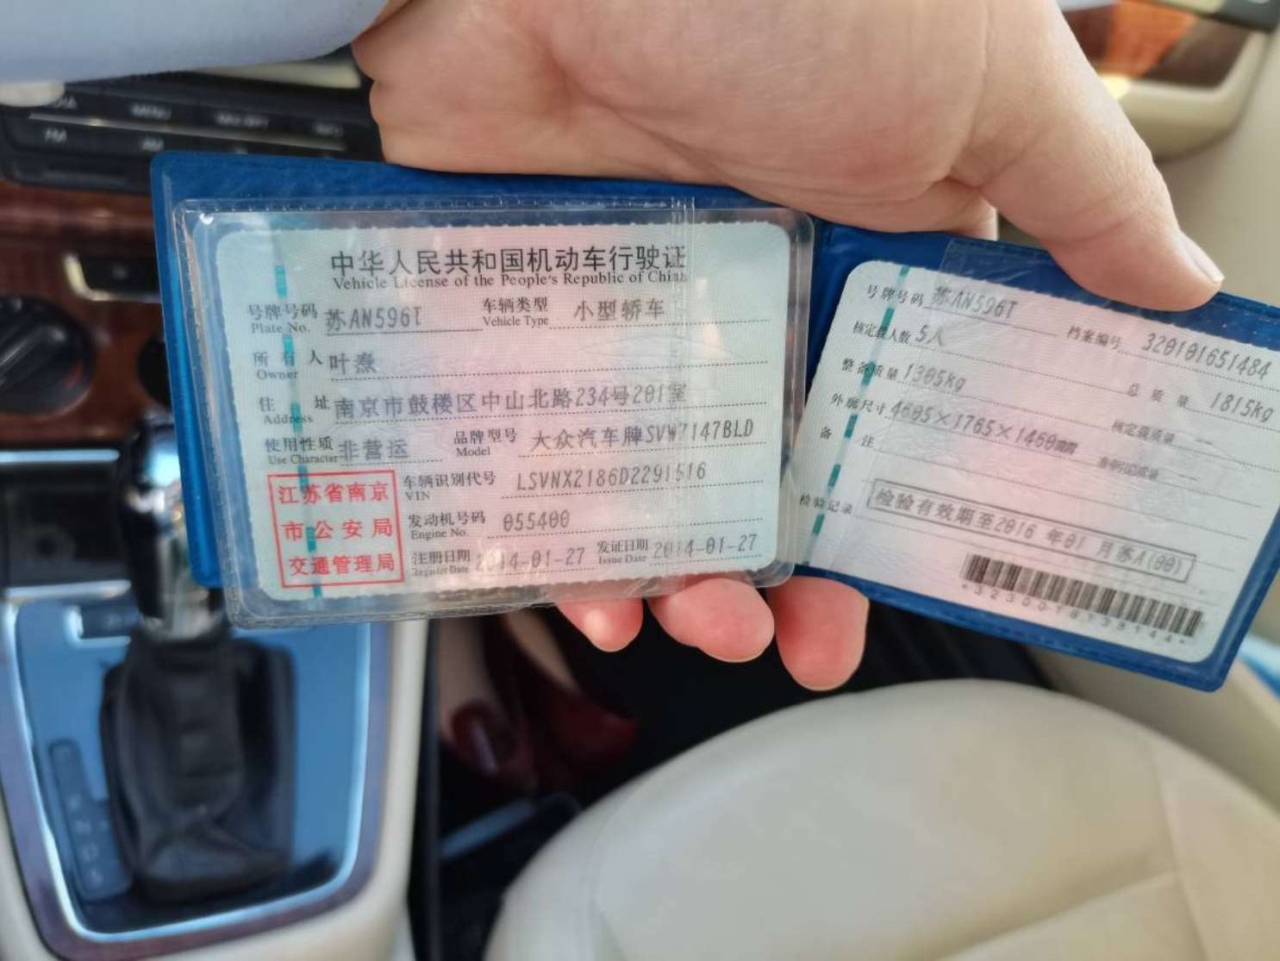 中华人民共和国机动车行驶证
Vehicle License of the People's Republic of China
号牌号码 苏AN596T 车辆类型 小型轿车
Plate No. Vehicle Type
所有人 叶焘
Owner
住址 南京市鼓楼区中山北路234号201室
Address
使用性质 非营运 品牌型号 大众汽车牌SVW7147BLD
Use Character Model
江苏省南京
市公安局
交通管理局
车辆识别代号 LSVNX2186D2291516
VIN
发动机号码 055400
Engine No.
注册日期 2014-01-27 发证日期 2014-01-27
Register Date Issue Date
号牌号码 苏AN596T 档案编号 320101651484
核定载人数 5人 总质量 1815kg
整备质量 1305kg 核定载质量 --
外廓尺寸 4605×1765×1460mm 准牵引总质量 --
备注
检验记录 检验有效期至2016年01月苏A(00)